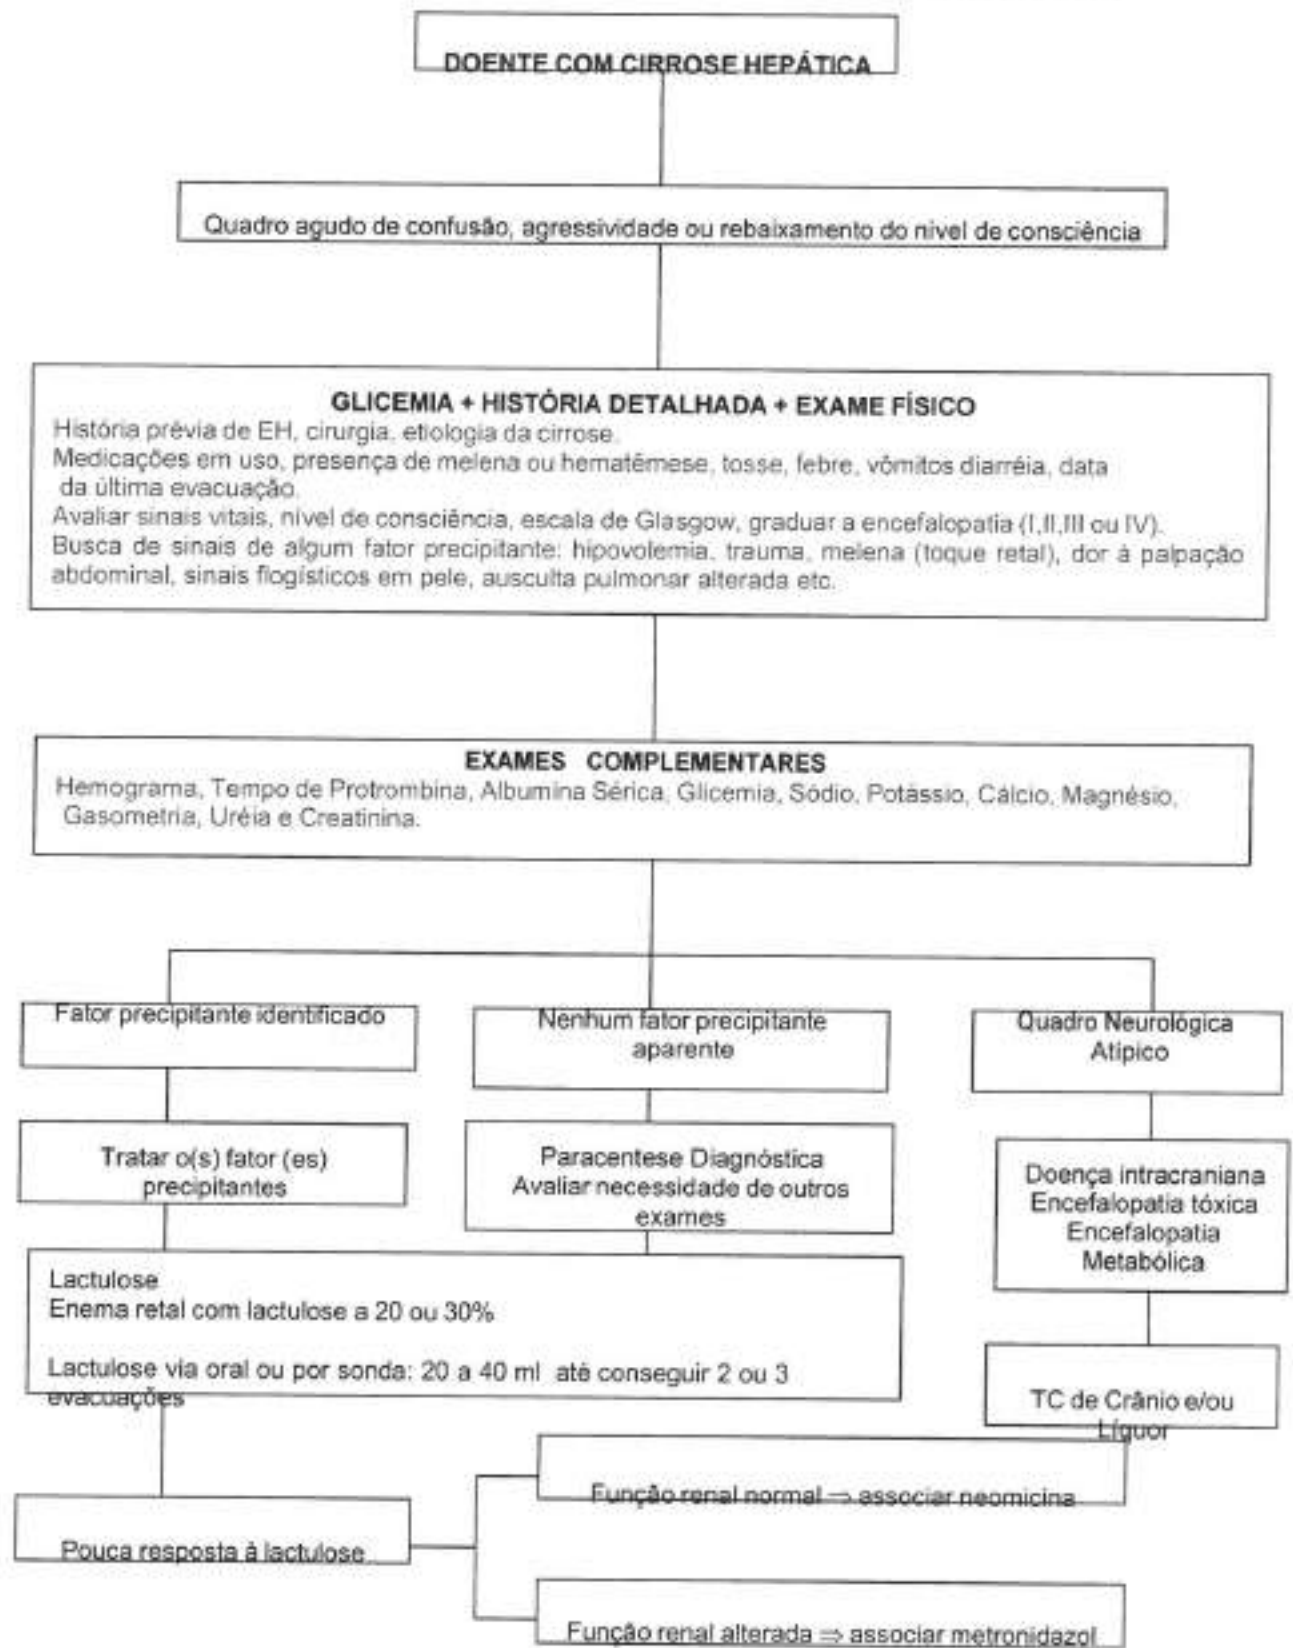 DOENTE COM CIRROSE HEPÁTICA
Quadro agudo de confusão, agressividade ou rebaixamento do nivel de consciência
GLICEMIA + HISTÓRIA DETALHADA + EXAME FÍSICO
História prévia de EH, cirurgia, etiologia da cirrose.
Medicações em uso, presença de melena ou hematêmese, tosse, febre, vômitos diarréia, data
da última evacuação.
Avaliar sinais vitais, nível de consciência, escala de Glasgow, graduar a encefalopatia (I,II,III ou IV).
Busca de sinais de algum fator precipitante: hipovolemia, trauma, melena (toque retal), dor à palpação
abdominal, sinais flogísticos em pele, ausculta pulmonar alterada etc.
EXAMES COMPLEMENTARES
Hemograma, Tempo de Protrombina, Albumina Sérica, Glicemia, Sódio, Potássio, Cálcio, Magnésio,
Gasometria, Uréia e Creatinina.
Fator precipitante identificado
Nenhum fator precipitante
aparente
Quadro Neurológica
Atípico
Tratar o(s) fator (es)
precipitantes
Paracentese Diagnóstica
Avaliar necessidade de outros
exames
Doença intracraniana
Encefalopatia tóxica
Encefalopatia
Metabólica
Lactulose
Enema retal com lactulose a 20 ou 30%
Lactulose via oral ou por sonda: 20 a 40 ml até conseguir 2 ou 3
evacuações
TC de Crânio e/ou
Líquor
Pouca resposta à lactulose
Função renal normal ⇒ associar neomicina
Função renal alterada ⇒ associar metronidazol